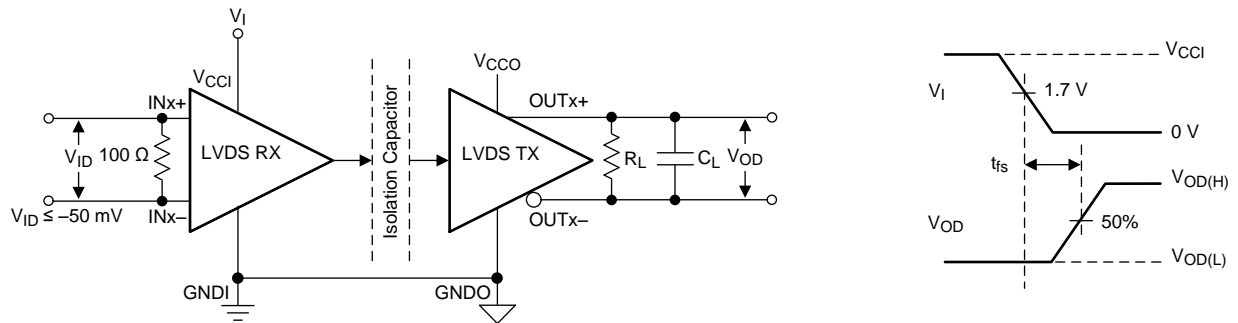 V_I
V_CCI
V_CCO
INx+
OUTx+
V_ID
100 Ω
LVDS RX
Isolation Capacitor
LVDS TX
R_L
C_L
V_OD
V_ID ≤ –50 mV
INx–
OUTx–
GNDI
GNDO
V_CCI
V_I
1.7 V
0 V
t_fs
V_OD(H)
V_OD
50%
V_OD(L)